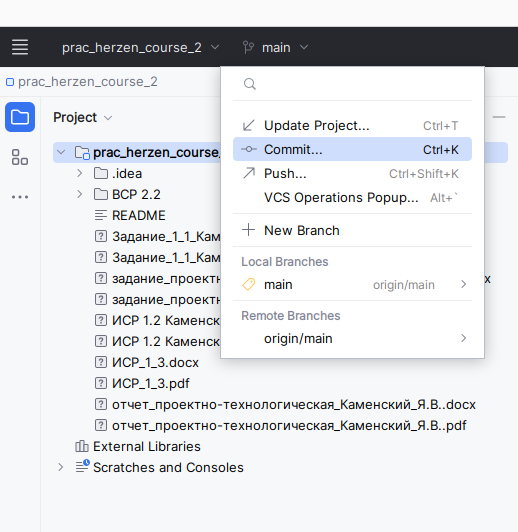 prac_herzen_course_2 main
prac_herzen_course_2
Project
Update Project... Ctrl+T
Commit... Ctrl+K
Push... Ctrl+Shift+K
VCS Operations Popup... Alt+`
New Branch
Local Branches
main origin/main
Remote Branches
origin/main
prac_herzen_course_
.idea
ВСР 2.2
README
Задание_1_1_Кам
Задание_1_1_Кам
задание_проектн
задание_проектн
ИСР 1.2 Каменск
ИСР 1.2 Каменск
ИСР_1_3.docx
ИСР_1_3.pdf
отчет_проектно-технологическая_Каменский_Я.В..docx
отчет_проектно-технологическая_Каменский_Я.В..pdf
External Libraries
Scratches and Consoles